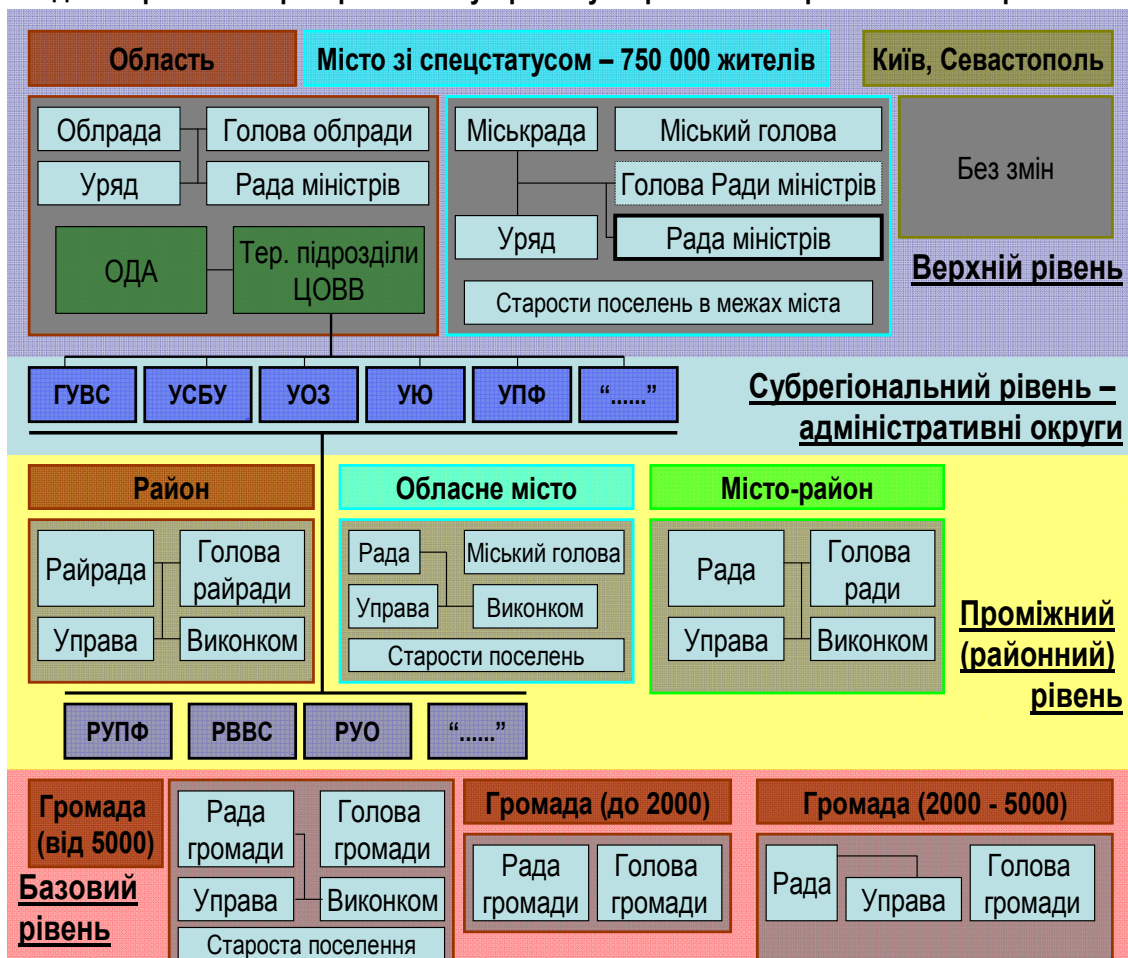 Область
Місто зі спецстатусом – 750 000 жителів
Київ, Севастополь
Облрада
Голова облради
Уряд
Рада міністрів
ОДА
Тер. підрозділи
ЦОВВ
Міськрада
Міський голова
Голова Ради міністрів
Уряд
Рада міністрів
Старости поселень в межах міста
Без змін
Верхній рівень
ГУВС
УСБУ
УОЗ
УЮ
УПФ
“......”
Субрегіональний рівень –
адміністративні округи
Район
Обласне місто
Місто-район
Райрада
Голова
райради
Управа
Виконком
Рада
Міський голова
Управа
Виконком
Старости поселень
Рада
Голова
ради
Управа
Виконком
Проміжний
(районний)
рівень
РУПФ
РВВС
РУО
“......”
Громада
(від 5000)
Базовий
рівень
Рада
громади
Голова
громади
Управа
Виконком
Староста поселення
Громада (до 2000)
Рада
громади
Голова
громади
Громада (2000 - 5000)
Рада
Управа
Голова
громади